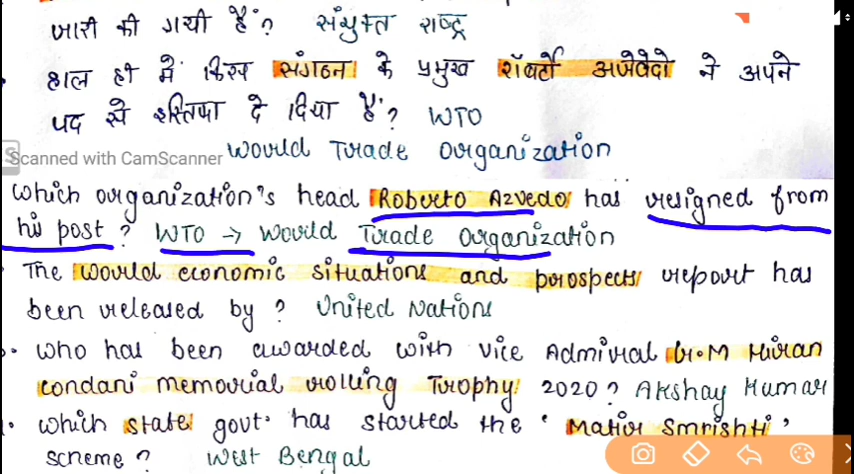 जारी की गयी हैं? संयुक्त राष्ट्र
हाल ही में किस संगठन के प्रमुख रॉबर्टो अजेवेदो ने अपने
पद से इस्तिफा दे दिया हैं? WTO
Scanned with CamScanner World Trade Organization
Which organization's head Roberto Azvedo has resigned from
his post? WTO → World Trade Organization
The world economic situations and prospects report has
been released by? United Nations
who has been awarded with Vice Admiral G.M Hiran
condani memorial rolling Trophy 2020? Akshay Kumar
which state govt. has started the 'Matir Smrishti'
scheme? West Bengal